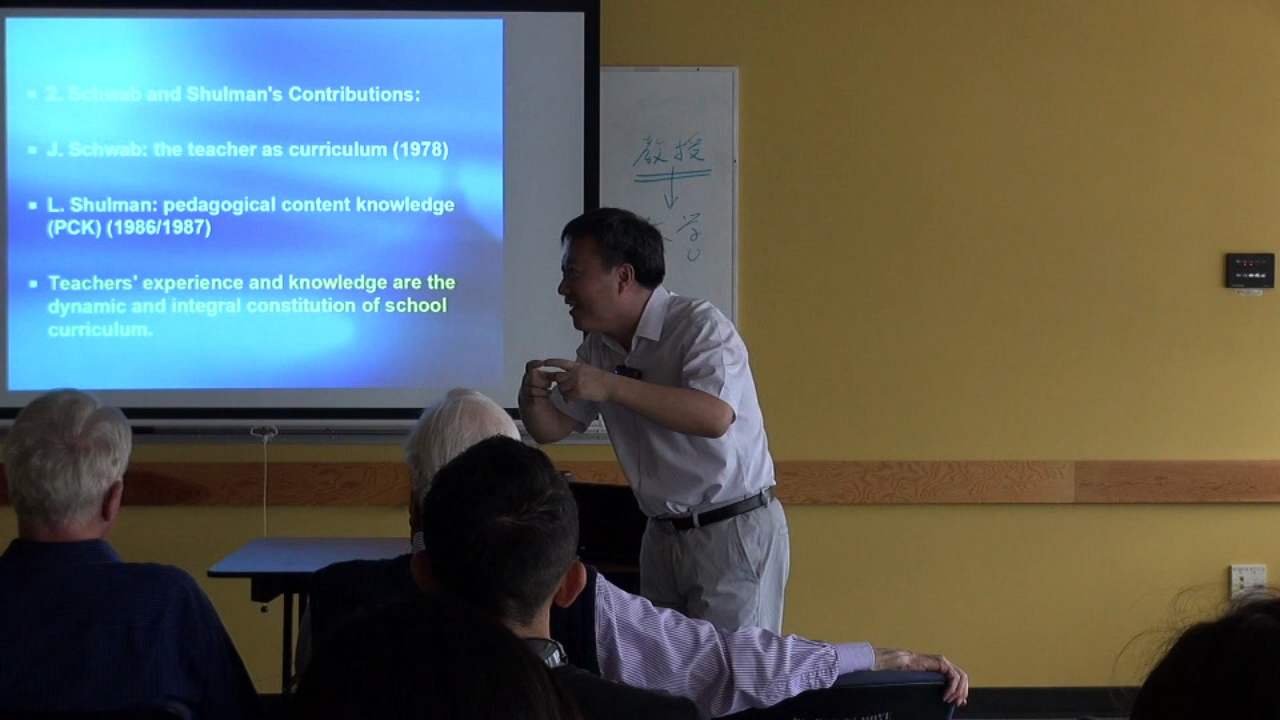 ▪ 2. Schwab and Shulman's Contributions:
▪ J. Schwab: the teacher as curriculum (1978)
▪ L. Shulman: pedagogical content knowledge
(PCK) (1986/1987)
▪ Teachers' experience and knowledge are the
dynamic and integral constitution of school
curriculum.
教授
学